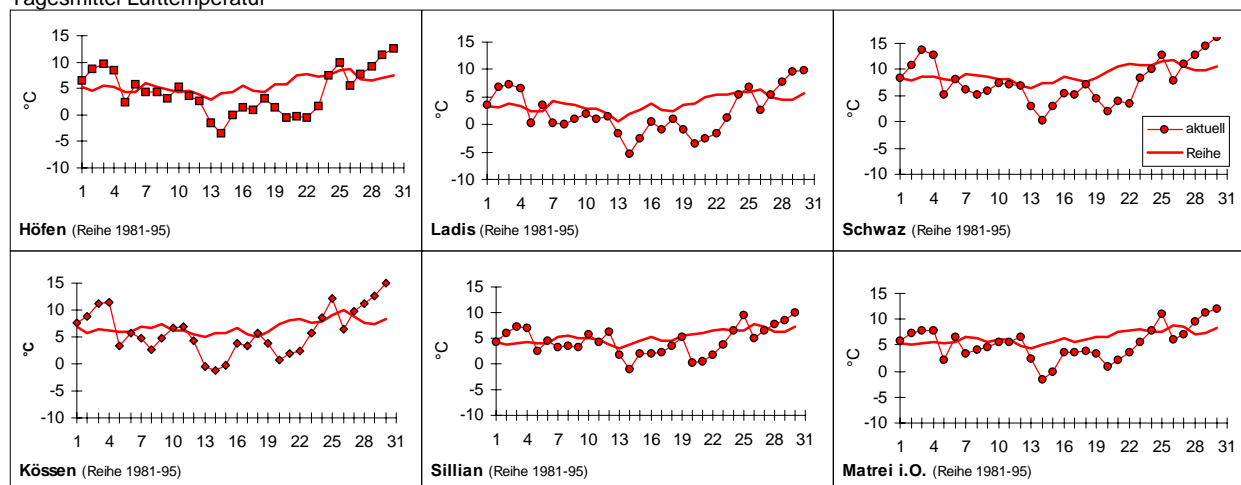 Tagesmittel Lufttemperatur
15
10
5
0
-5
-10
°C
1 4 7 10 13 16 19 22 25 28 31
Höfen (Reihe 1981-95)
15
10
5
0
-5
-10
°C
1 4 7 10 13 16 19 22 25 28 31
Ladis (Reihe 1981-95)
15
10
5
0
-5
-10
°C
1 4 7 10 13 16 19 22 25 28 31
aktuell
Reihe
Schwaz (Reihe 1981-95)
15
10
5
0
-5
-10
°C
1 4 7 10 13 16 19 22 25 28 31
Kössen (Reihe 1981-95)
15
10
5
0
-5
-10
°C
1 4 7 10 13 16 19 22 25 28 31
Sillian (Reihe 1981-95)
15
10
5
0
-5
-10
°C
1 4 7 10 13 16 19 22 25 28 31
Matrei i.O. (Reihe 1981-95)